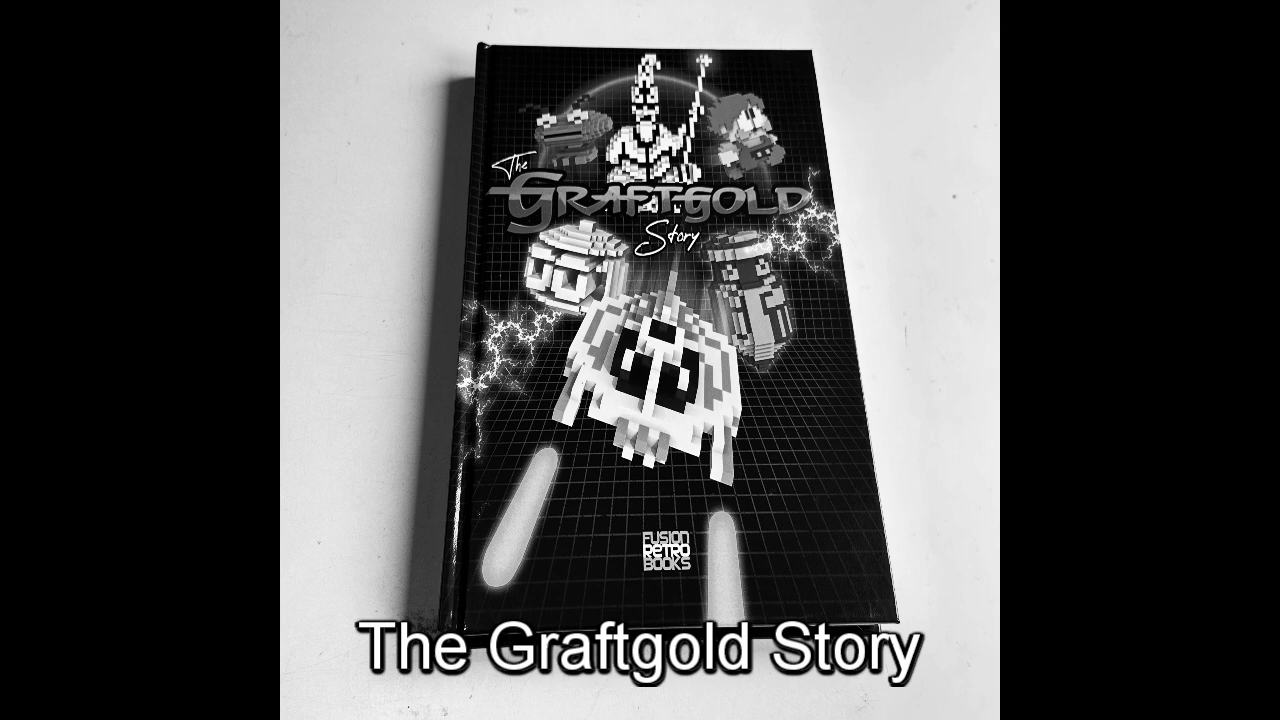 The
GRAFTGOLD
Story
FUSION
RETRO
BOOKS
The Graftgold Story